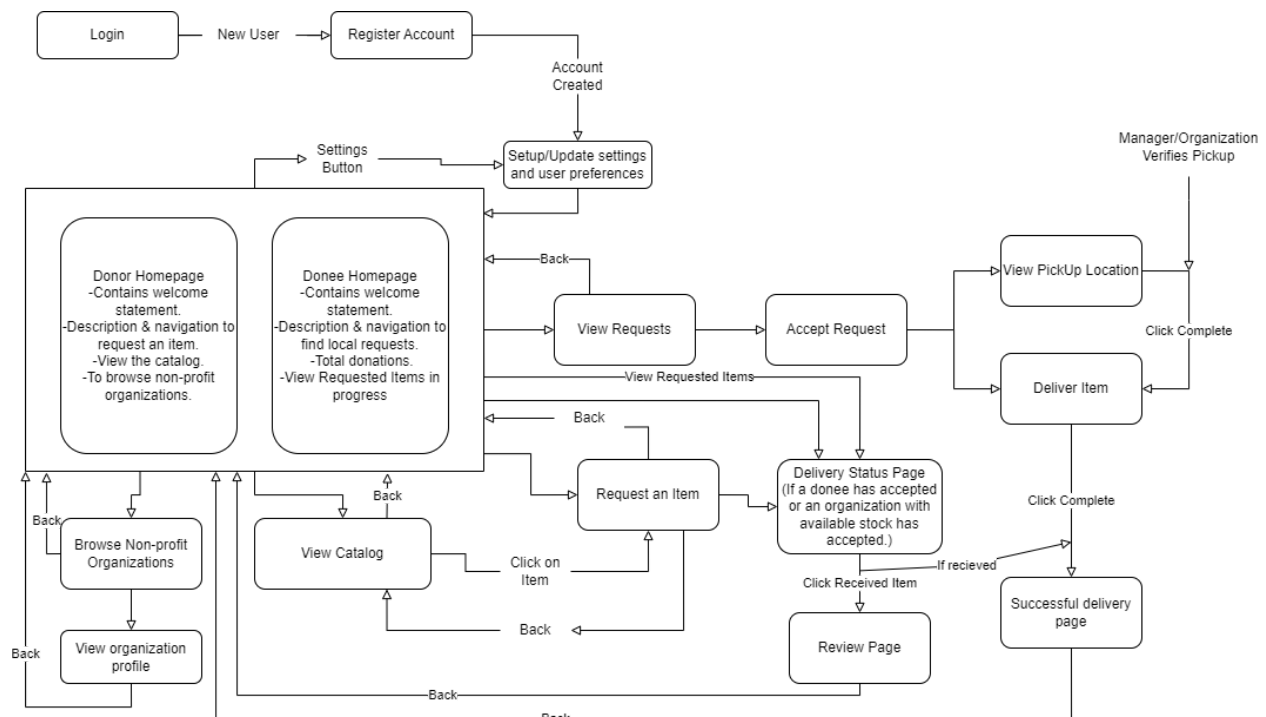 Login
New User
Register Account
Account
Created
Manager/Organization
Verifies Pickup
Settings
Button
Setup/Update settings
and user preferences
Donor Homepage
-Contains welcome
statement.
-Description & navigation to
request an item.
-View the catalog.
-To browse non-profit
organizations.
Donee Homepage
-Contains welcome
statement.
-Description & navigation to
find local requests.
-Total donations.
-View Requested Items in
progress
Back
View Requests
Accept Request
View PickUp Location
Click Complete
Deliver Item
View Requested Items
Back
Request an Item
Delivery Status Page
(If a donee has accepted
or an organization with
available stock has
accepted.)
Click Complete
Back
Back
Browse Non-profit
Organizations
View Catalog
Click on
Item
If recieved
Click Received Item
Successful delivery
page
Back
View organization
profile
Back
Review Page
Back
Back